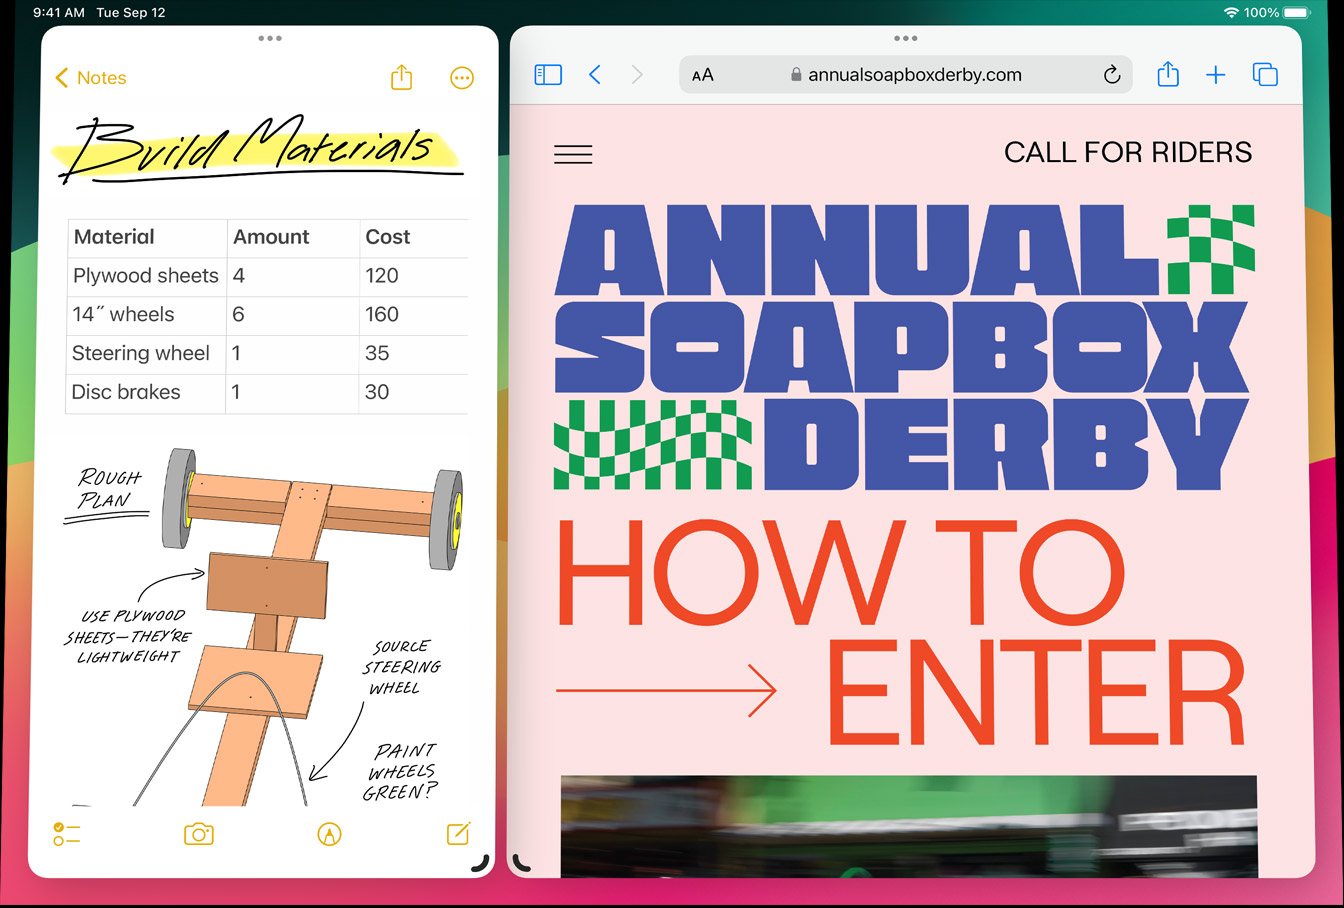 9:41 AM Tue Sep 12
100%
Notes
Build Materials
Material Amount Cost
Plywood sheets 4 120
14″ wheels 6 160
Steering wheel 1 35
Disc brakes 1 30
ROUGH
PLAN
USE PLYWOOD
SHEETS—THEY'RE
LIGHTWEIGHT
SOURCE
STEERING
WHEEL
PAINT
WHEELS
GREEN?
AA annualsoapboxderby.com
CALL FOR RIDERS
ANNUAL
SOAPBOX
DERBY
HOW TO
ENTER